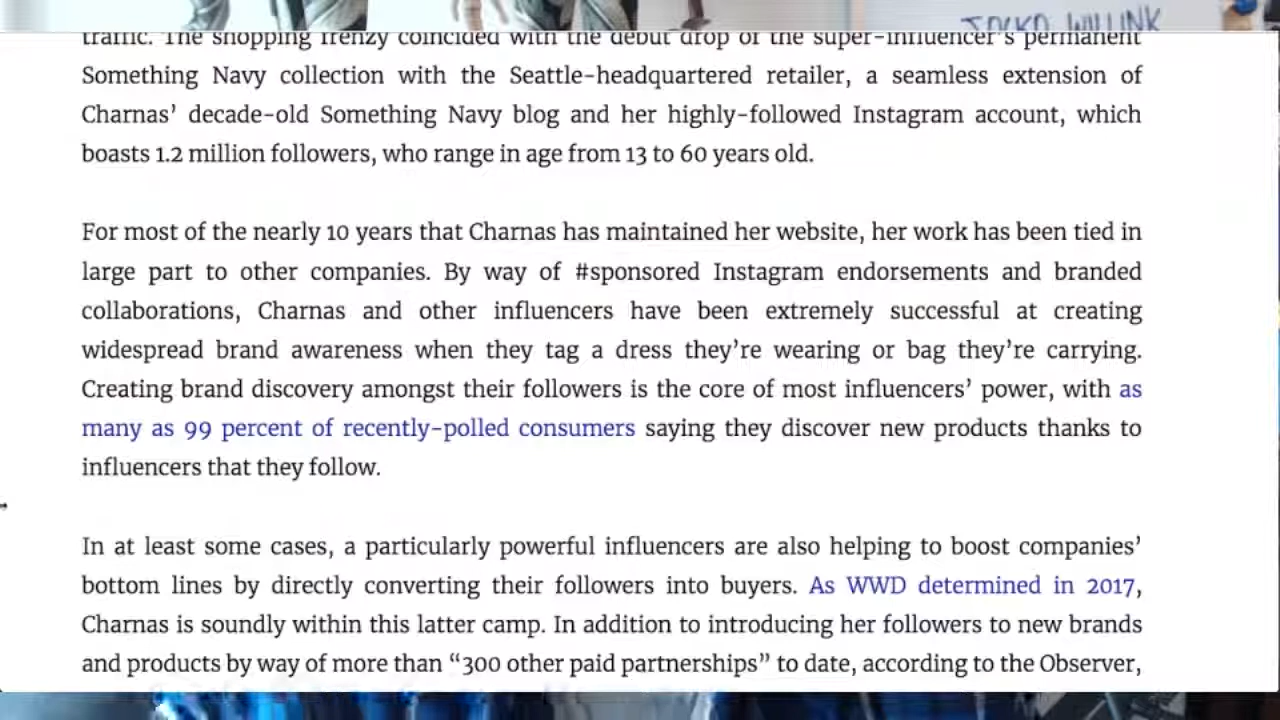 JOCKO WILLINK
traffic. The shopping frenzy coincided with the debut drop of the super-influencer's permanent
Something Navy collection with the Seattle-headquartered retailer, a seamless extension of
Charnas’ decade-old Something Navy blog and her highly-followed Instagram account, which
boasts 1.2 million followers, who range in age from 13 to 60 years old.
For most of the nearly 10 years that Charnas has maintained her website, her work has been tied in
large part to other companies. By way of #sponsored Instagram endorsements and branded
collaborations, Charnas and other influencers have been extremely successful at creating
widespread brand awareness when they tag a dress they’re wearing or bag they’re carrying.
Creating brand discovery amongst their followers is the core of most influencers’ power, with as
many as 99 percent of recently-polled consumers saying they discover new products thanks to
influencers that they follow.
In at least some cases, a particularly powerful influencers are also helping to boost companies’
bottom lines by directly converting their followers into buyers. As WWD determined in 2017,
Charnas is soundly within this latter camp. In addition to introducing her followers to new brands
and products by way of more than “300 other paid partnerships” to date, according to the Observer,